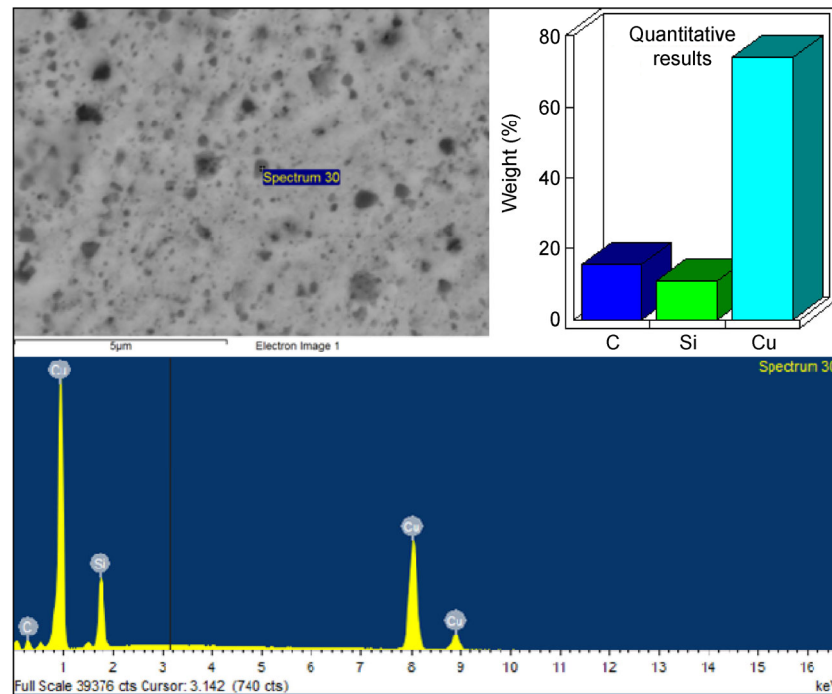 Spectrum 30
5μm
Electron Image 1
Quantitative
results
Weight (%)
80
60
40
20
0
C
Si
Cu
Spectrum 30
Cu
Si
C
Cu
Cu
1 2 3 4 5 6 7 8 9 10 11 12 13 14 15 16
Full Scale 39376 cts Cursor: 3.142 (740 cts)
keV